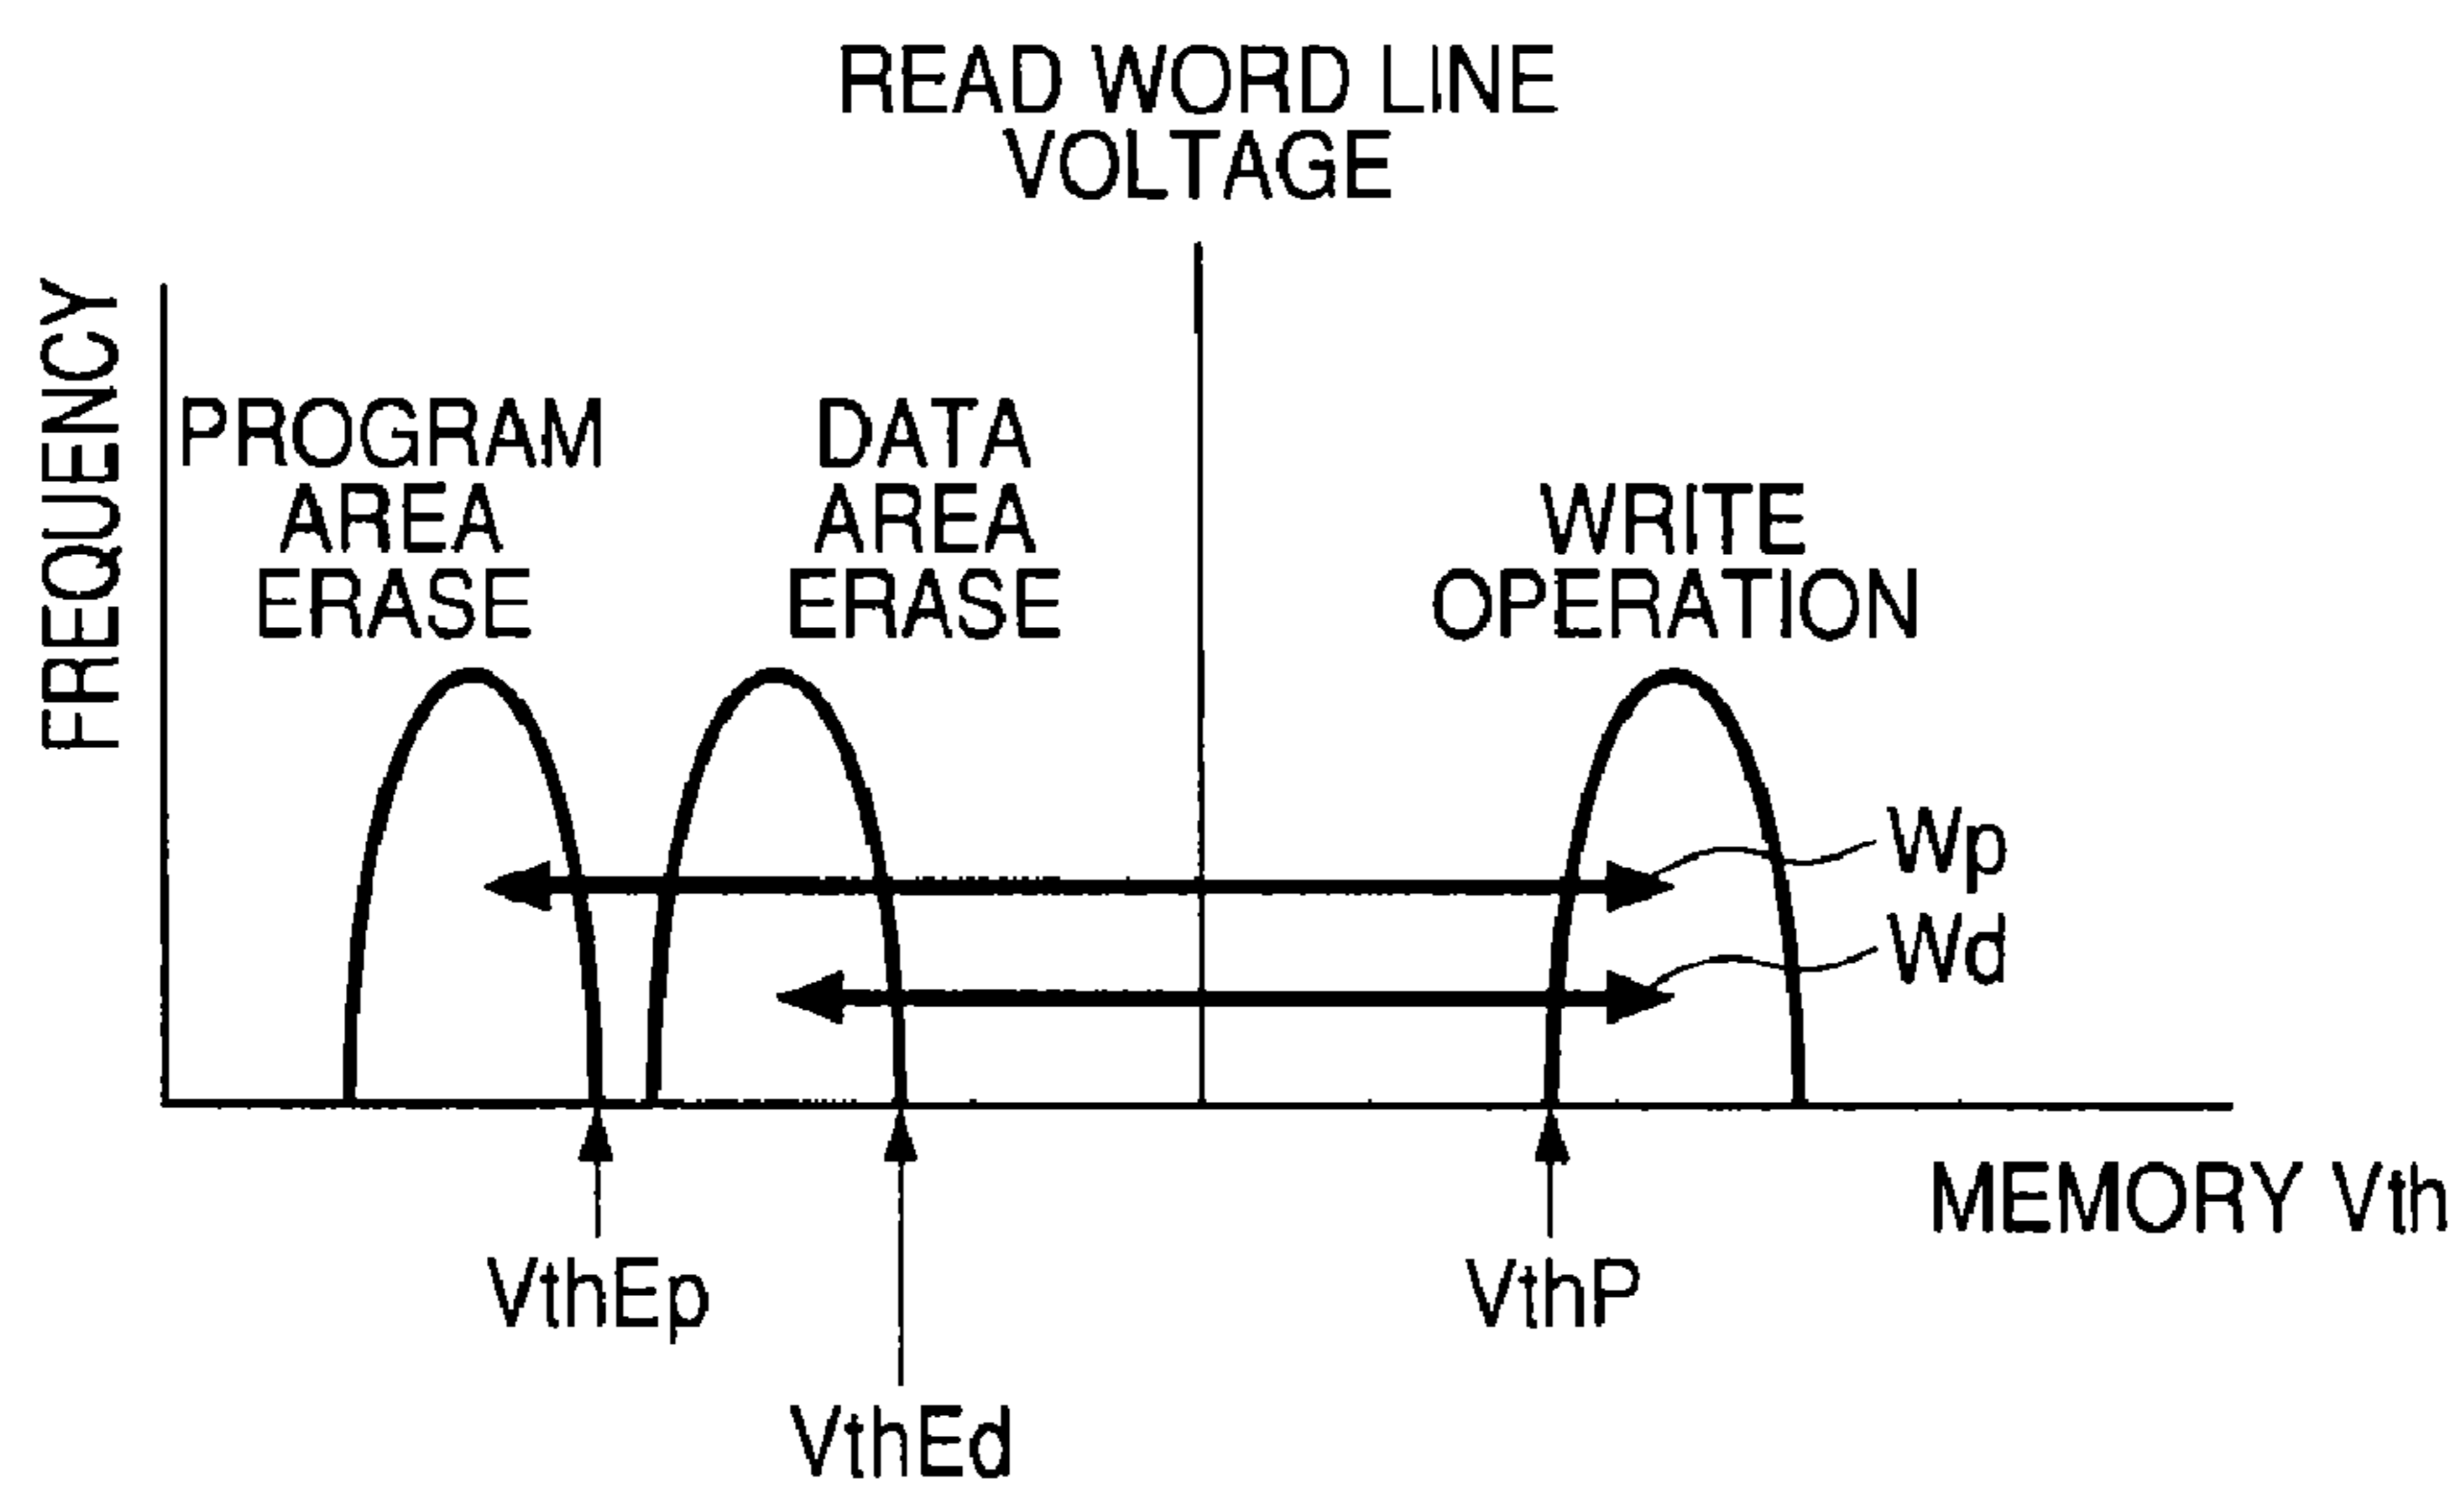 READ WORD LINE
VOLTAGE
FREQUENCY
PROGRAM
AREA
ERASE
DATA
AREA
ERASE
WRITE
OPERATION
Wp
Wd
MEMORY Vth
VthEp
VthP
VthEd